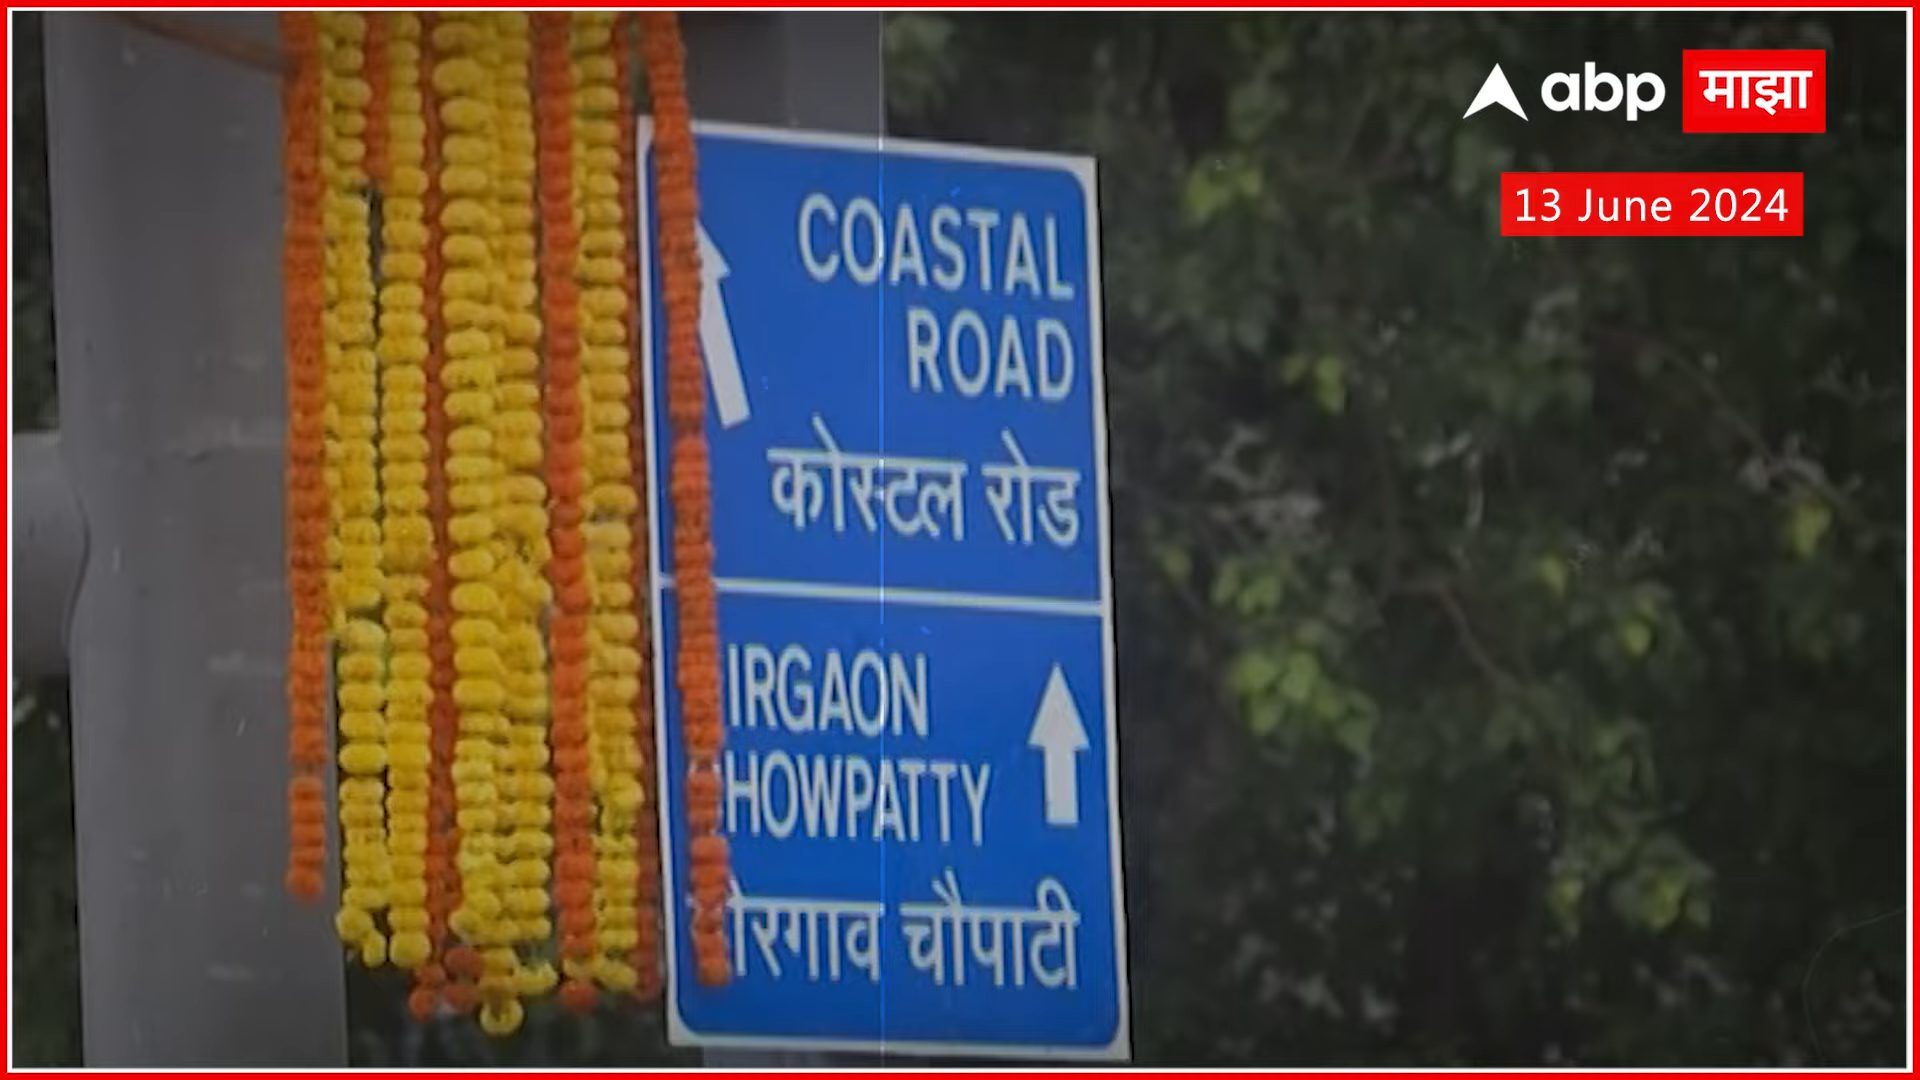 abp माझा
13 June 2024
COASTAL
ROAD
कोस्टल रोड
IRGAON
HOWPATTY
रगाव चौपाटी